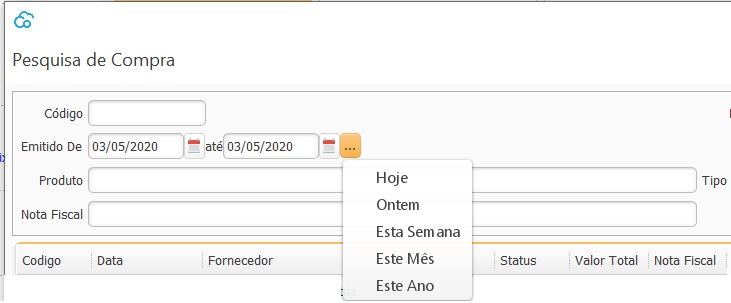 Pesquisa de Compra
Código
Emitido De 03/05/2020 até 03/05/2020 ...
Produto Tipo
Nota Fiscal
Hoje
Ontem
Esta Semana
Este Mês
Este Ano
Codigo Data Fornecedor Status Valor Total Nota Fiscal